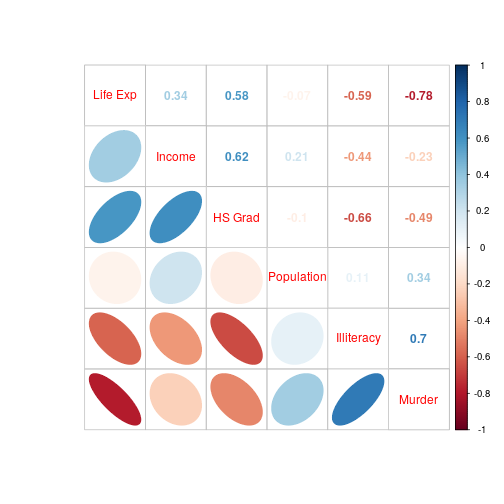 Life Exp 0.34 0.58 -0.07 -0.59 -0.78
Income 0.62 0.21 -0.44 -0.23
HS Grad -0.1 -0.66 -0.49
Population 0.11 0.34
Illiteracy 0.7
Murder
1
0.8
0.6
0.4
0.2
0
-0.2
-0.4
-0.6
-0.8
-1